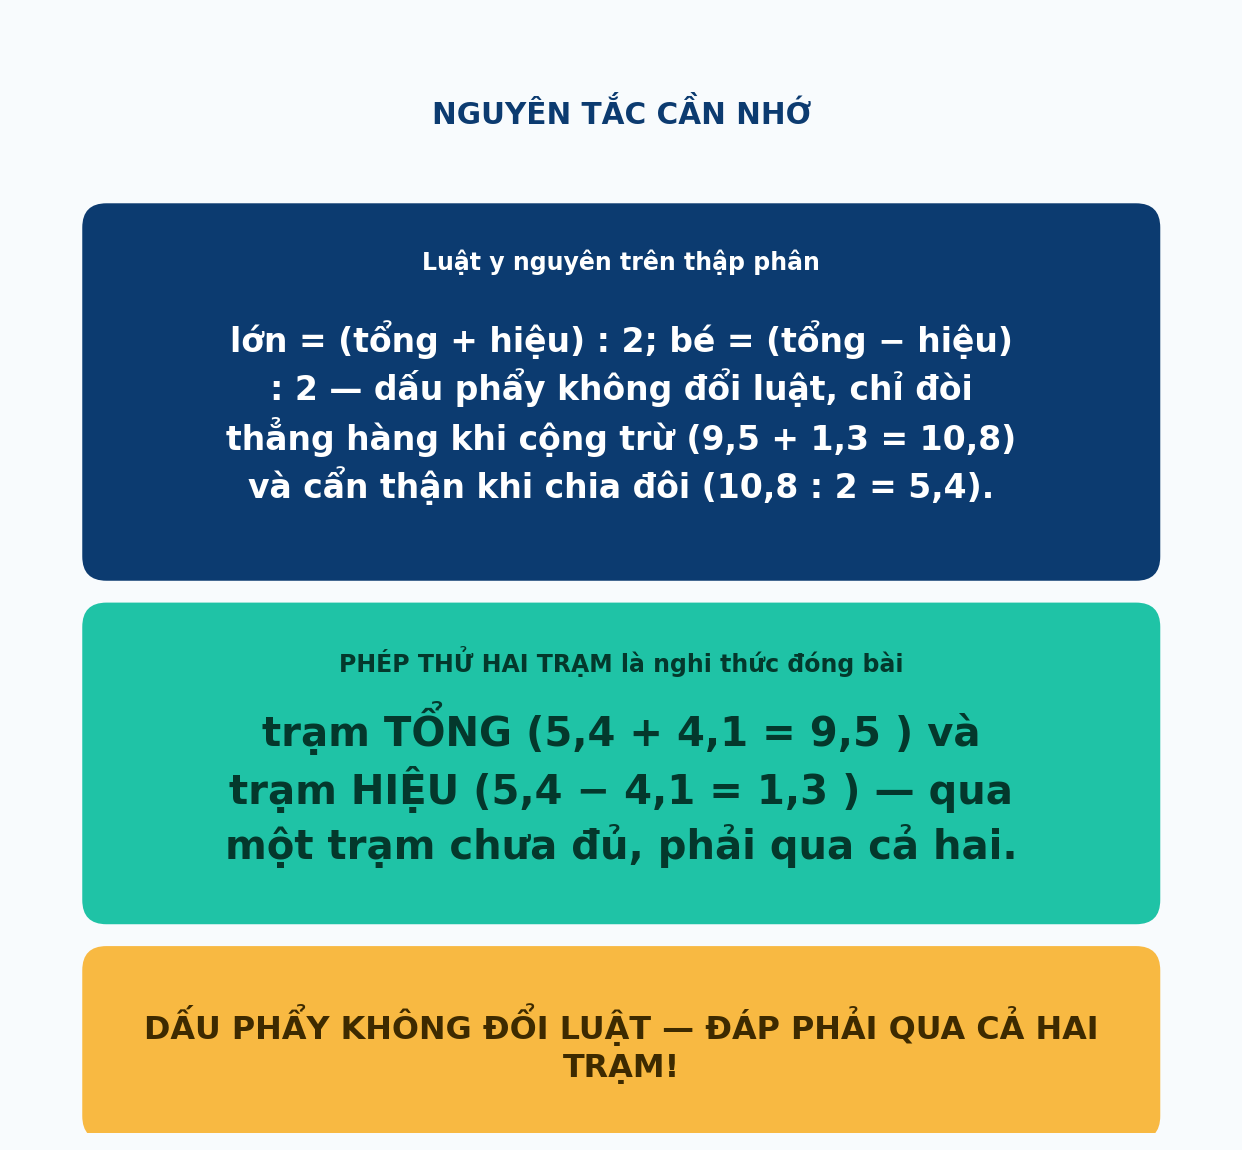 NGUYÊN TẮC CẦN NHỚ
Luật y nguyên trên thập phân
lớn = (tổng + hiệu) : 2; bé = (tổng − hiệu)
: 2 — dấu phẩy không đổi luật, chỉ đòi
thẳng hàng khi cộng trừ (9,5 + 1,3 = 10,8)
và cẩn thận khi chia đôi (10,8 : 2 = 5,4).
PHÉP THỬ HAI TRẠM là nghi thức đóng bài
trạm TỔNG (5,4 + 4,1 = 9,5 ) và
trạm HIỆU (5,4 − 4,1 = 1,3 ) — qua
một trạm chưa đủ, phải qua cả hai.
DẤU PHẨY KHÔNG ĐỔI LUẬT — ĐÁP PHẢI QUA CẢ HAI
TRẠM!